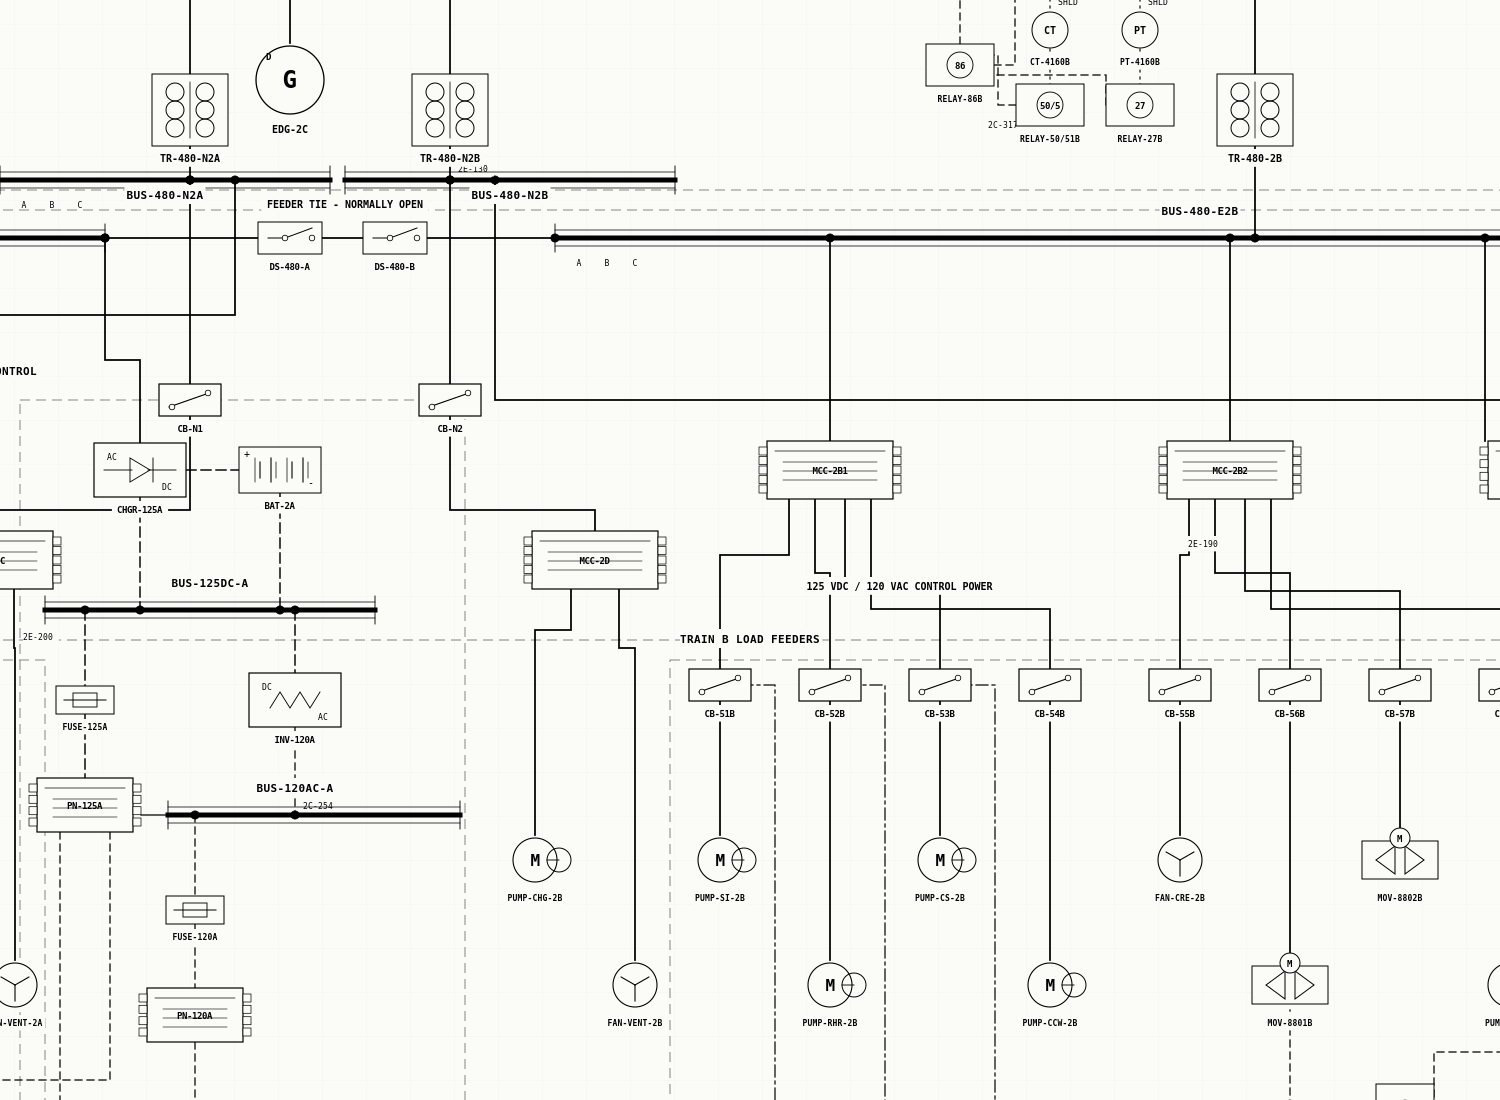 SHLD
SHLD
CT
PT
D
G
CT-4160B
PT-4160B
86
RELAY-86B
50/5
27
2C-317
EDG-2C
RELAY-50/51B
RELAY-27B
TR-480-N2A
TR-480-N2B
TR-480-2B
2E-130
BUS-480-N2A
BUS-480-N2B
A B C
FEEDER TIE - NORMALLY OPEN
BUS-480-E2B
DS-480-A
DS-480-B
A B C
ONTROL
CB-N1
CB-N2
AC
DC
+
-
CHGR-125A
BAT-2A
MCC-2B1
MCC-2B2
C
MCC-2D
2E-190
BUS-125DC-A
125 VDC / 120 VAC CONTROL POWER
2E-200
TRAIN B LOAD FEEDERS
DC
AC
FUSE-125A
INV-120A
CB-51B
CB-52B
CB-53B
CB-54B
CB-55B
CB-56B
CB-57B
C
BUS-120AC-A
PN-125A
2C-254
M
M
M
M
PUMP-CHG-2B
PUMP-SI-2B
PUMP-CS-2B
FAN-CRE-2B
MOV-8802B
FUSE-120A
M
M
M
PN-120A
N-VENT-2A
FAN-VENT-2B
PUMP-RHR-2B
PUMP-CCW-2B
MOV-8801B
PUM